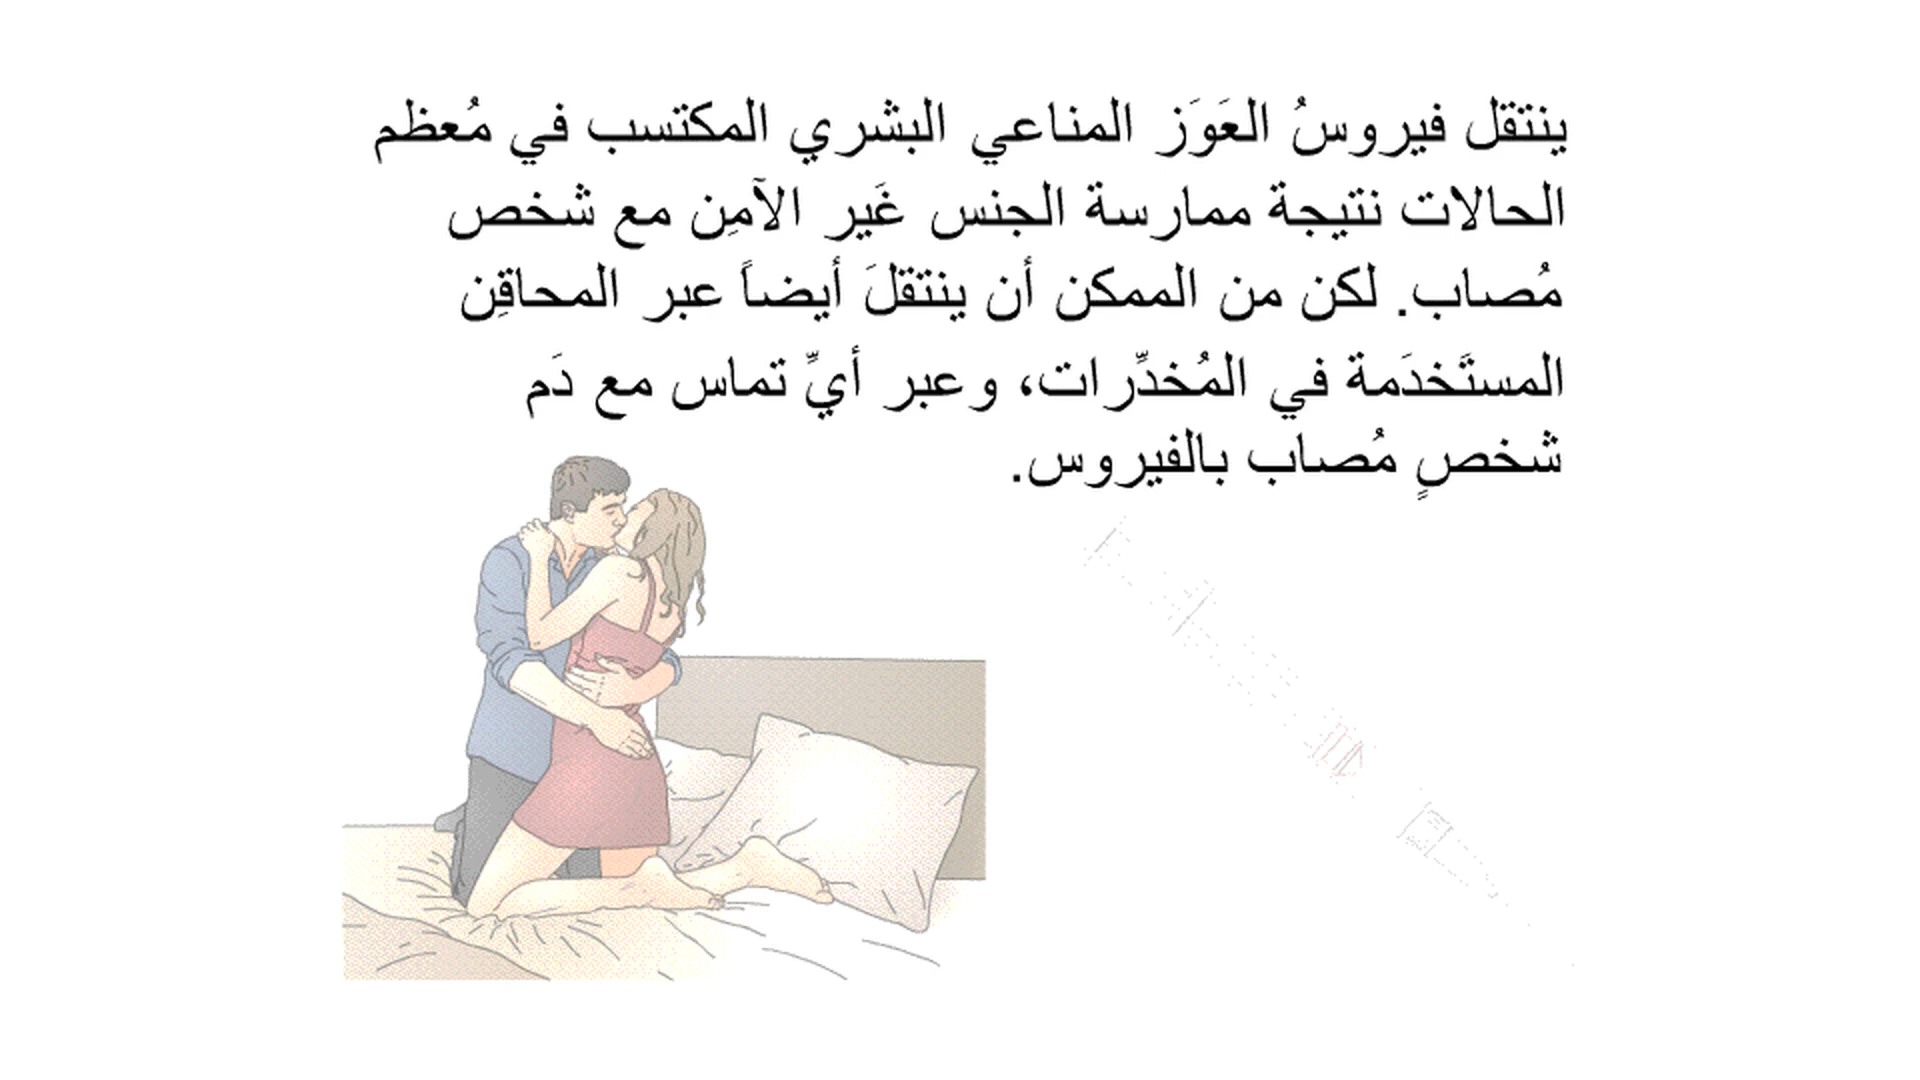 ينتقل فيروسُ العَوَز المناعي البشري المكتسب في مُعظم
الحالات نتيجة ممارسة الجنس غَير الآمِن مع شخص
مُصاب. لكن من الممكن أن ينتقلَ أيضاً عبر المحاقِن
المستَخدَمة في المُخدِّرات، وعبر أيِّ تماس مع دَم
شخصٍ مُصاب بالفيروس.